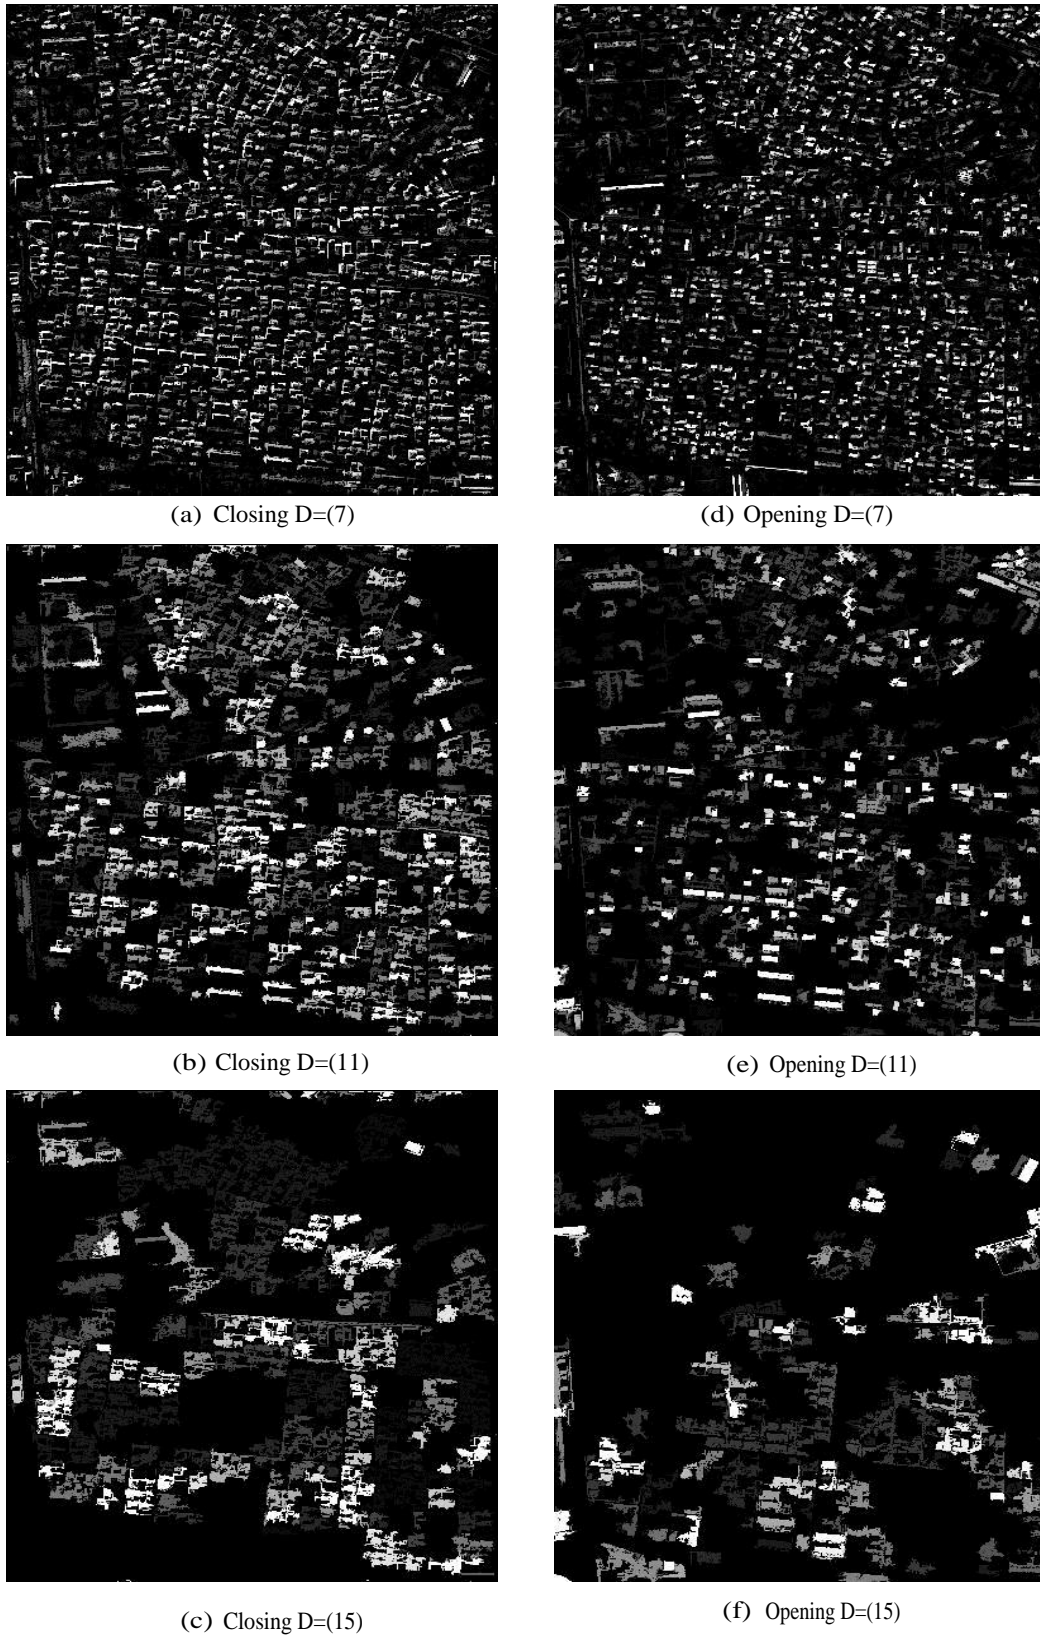 (a) Closing D=(7)
(d) Opening D=(7)
(b) Closing D=(11)
(e) Opening D=(11)
(c) Closing D=(15)
(f) Opening D=(15)